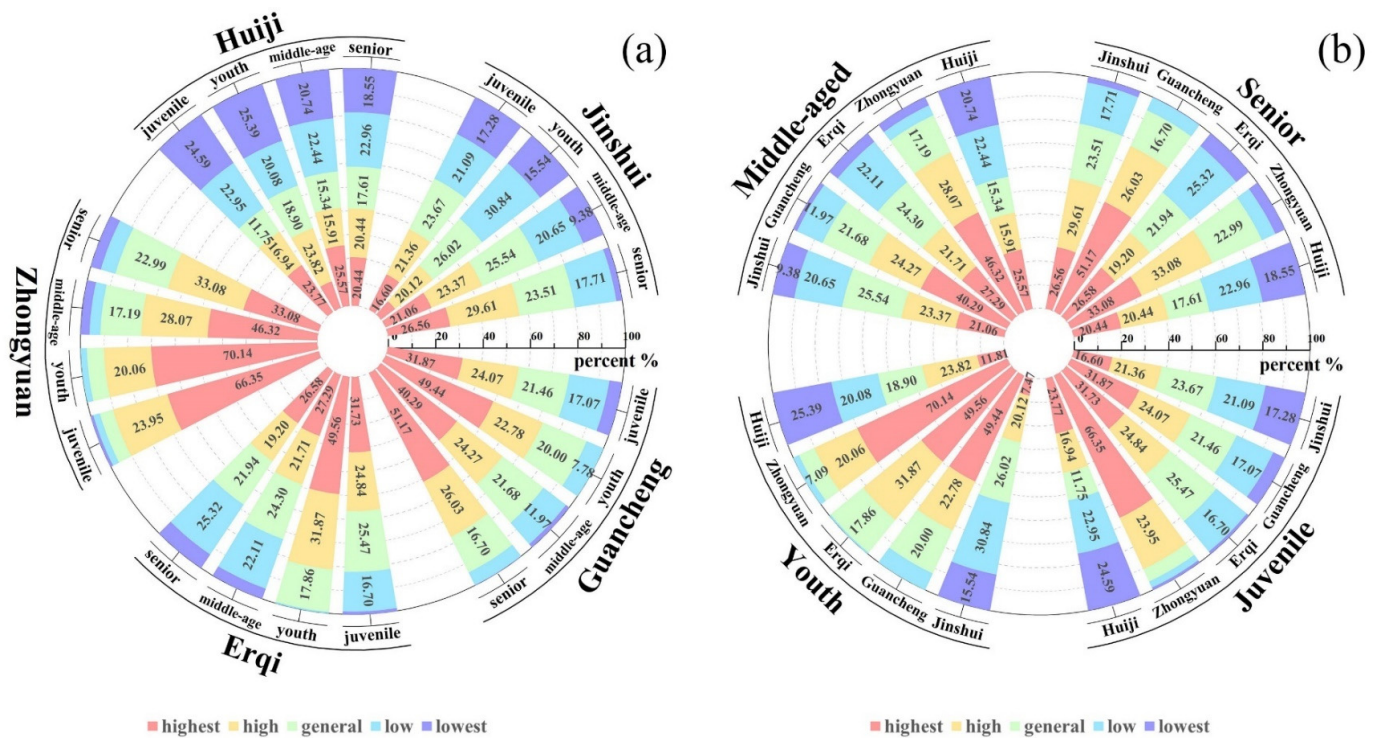 (a)
Huiji
juvenile
24.59
22.95
11.75
16.94
23.77
youth
25.39
20.08
18.90
23.82
middle-age
20.74
22.44
15.34
15.91
25.57
senior
18.55
22.96
17.61
20.44
20.44
Jinshui
juvenile
17.28
21.09
23.67
21.36
16.60
youth
15.54
30.84
26.02
20.12
middle-age
9.38
20.65
25.54
23.37
21.06
senior
17.71
23.51
29.61
26.56
0 20 40 60 80 100
percent %
Guancheng
juvenile
31.87
24.07
21.46
17.07
youth
49.44
22.78
20.00
7.78
middle-age
40.29
24.27
21.68
11.97
senior
51.17
26.03
16.70
Erqi
juvenile
31.73
24.84
25.47
16.70
youth
49.56
31.87
17.86
middle-age
27.29
21.71
24.30
22.11
senior
26.58
19.20
21.94
25.32
Zhongyuan
juvenile
66.35
23.95
youth
70.14
20.06
middle-age
46.32
28.07
17.19
senior
33.08
33.08
22.99
highest high general low lowest
(b)
Middle-aged
Jinshui
9.38
20.65
25.54
23.37
21.06
Guancheng
11.97
21.68
24.27
40.29
Erqi
22.11
24.30
21.71
27.29
Zhongyuan
17.19
28.07
46.32
Huiji
20.74
22.44
15.34
15.91
25.57
Senior
Jinshui
17.71
23.51
29.61
26.56
Guancheng
16.70
26.03
51.17
Erqi
25.32
21.94
19.20
26.58
Zhongyuan
22.99
33.08
33.08
Huiji
18.55
22.96
17.61
20.44
20.44
0 20 40 60 80 100
percent %
Juvenile
Jinshui
16.60
21.36
23.67
21.09
17.28
Guancheng
31.87
24.07
21.46
17.07
Erqi
31.73
24.84
25.47
16.70
Zhongyuan
66.35
23.95
Huiji
23.77
16.94
11.75
22.95
24.59
Youth
Jinshui
7.47
20.12
26.02
30.84
15.54
Guancheng
49.44
22.78
20.00
Erqi
49.56
31.87
17.86
Zhongyuan
70.14
20.06
7.09
Huiji
11.81
23.82
18.90
20.08
25.39
highest high general low lowest